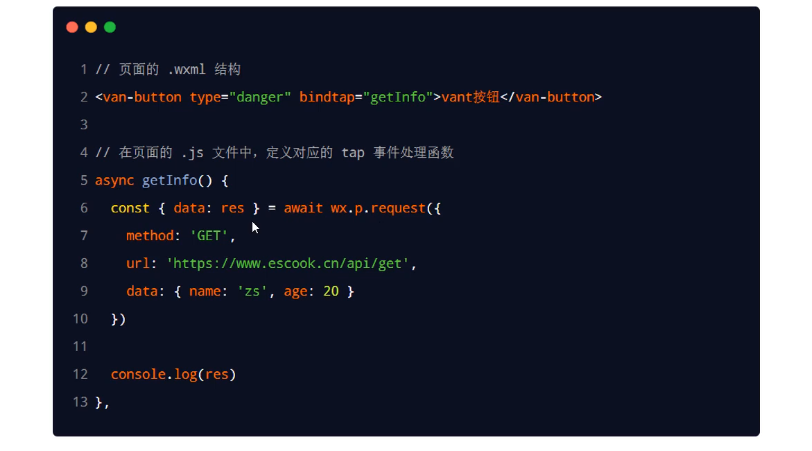 1 // 页面的 .wxml 结构
2 <van-button type="danger" bindtap="getInfo">vant按钮</van-button>
3
4 // 在页面的 .js 文件中，定义对应的 tap 事件处理函数
5 async getInfo() {
6   const { data: res } = await wx.p.request({
7     method: 'GET',
8     url: 'https://www.escook.cn/api/get',
9     data: { name: 'zs', age: 20 }
10   })
11
12   console.log(res)
13 },